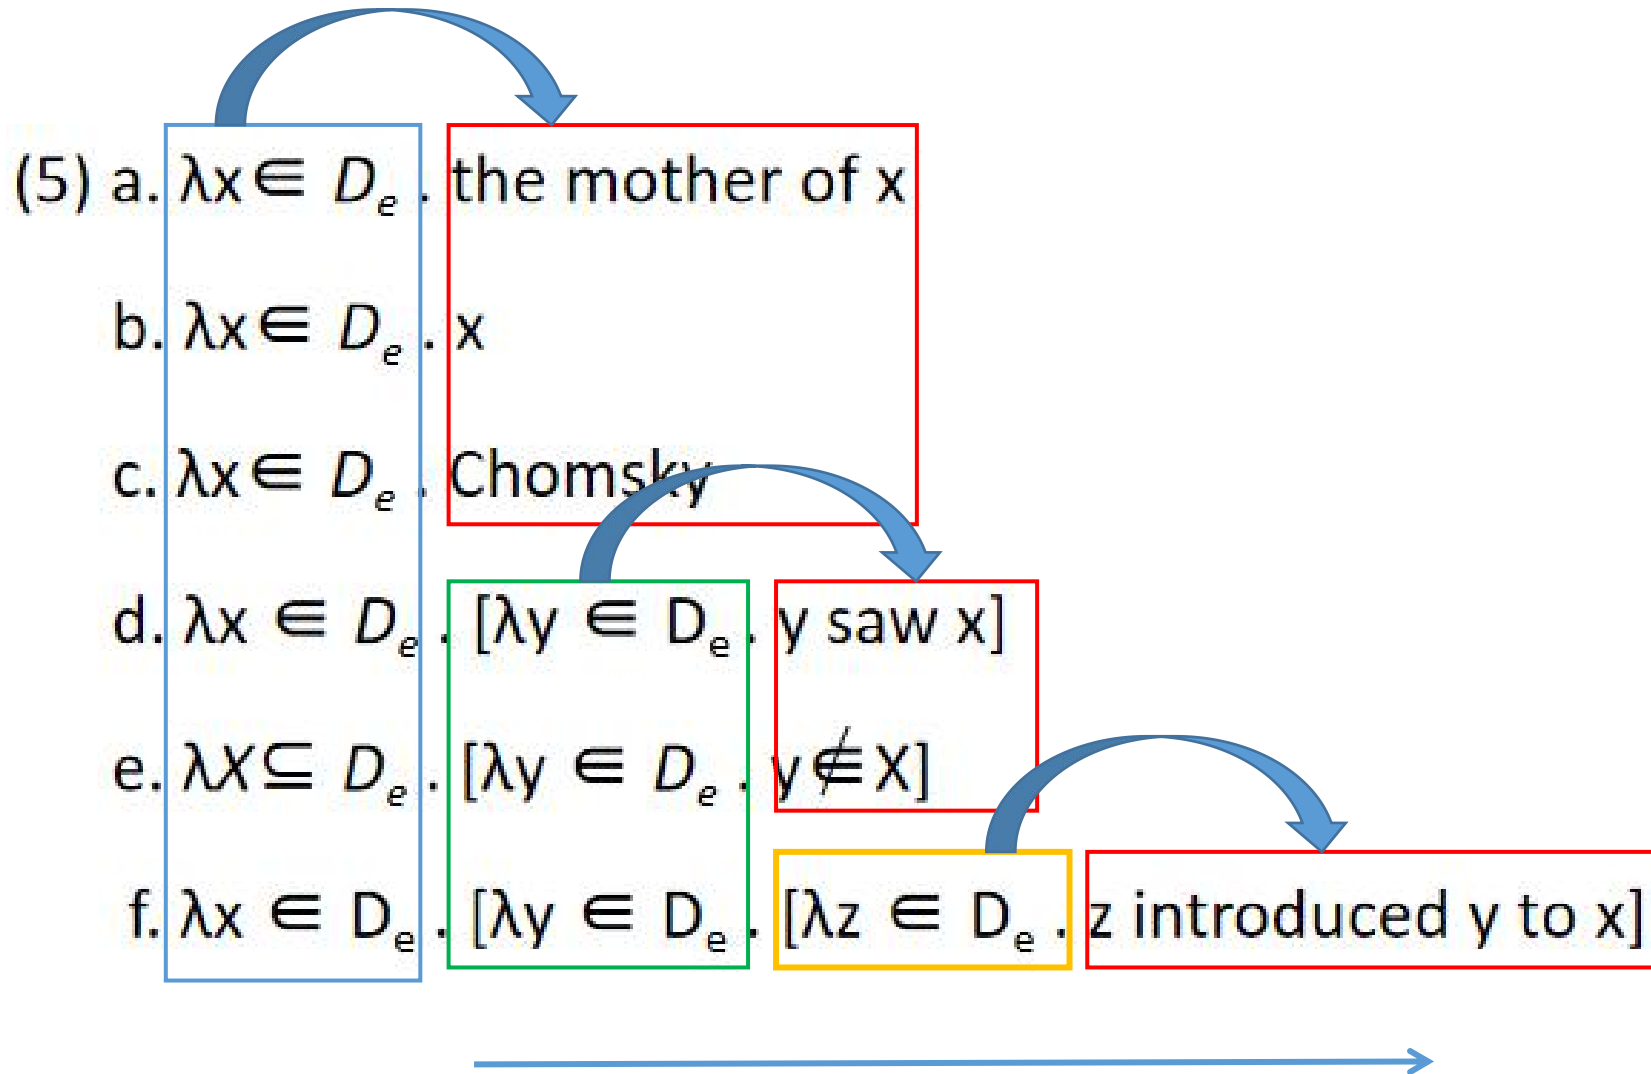 (5) a. λx ∈ Dₑ . the mother of x
b. λx ∈ Dₑ . x
c. λx ∈ Dₑ . Chomsky
d. λx ∈ Dₑ . [λy ∈ Dₑ . y saw x]
e. λX ⊆ Dₑ . [λy ∈ Dₑ . y ∉ X]
f. λx ∈ Dₑ . [λy ∈ Dₑ . [λz ∈ Dₑ . z introduced y to x]